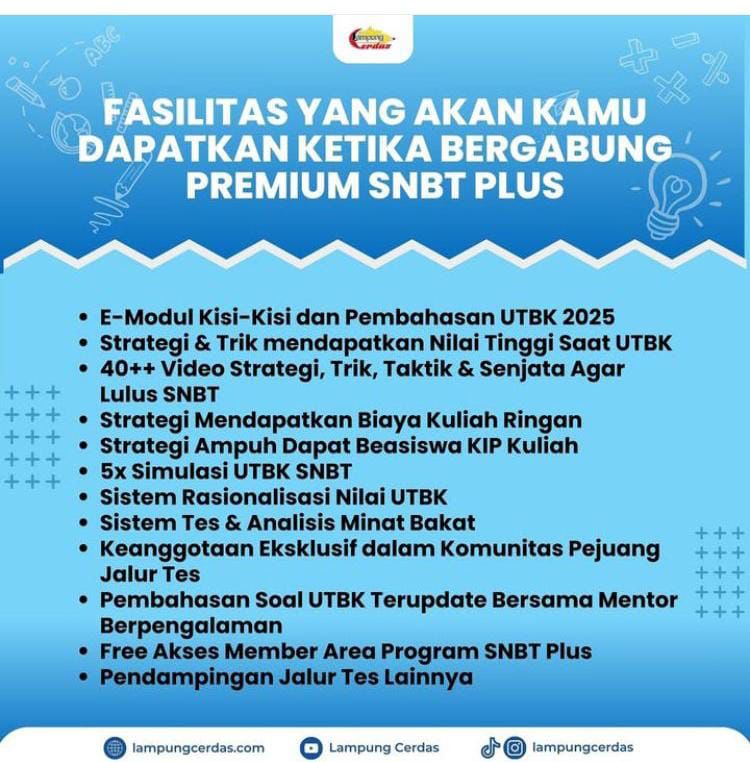 Lampung
Cerdas
ABC
FASILITAS YANG AKAN KAMU
DAPATKAN KETIKA BERGABUNG
PREMIUM SNBT PLUS
• E-Modul Kisi-Kisi dan Pembahasan UTBK 2025
• Strategi & Trik mendapatkan Nilai Tinggi Saat UTBK
• 40++ Video Strategi, Trik, Taktik & Senjata Agar
Lulus SNBT
• Strategi Mendapatkan Biaya Kuliah Ringan
• Strategi Ampuh Dapat Beasiswa KIP Kuliah
• 5x Simulasi UTBK SNBT
• Sistem Rasionalisasi Nilai UTBK
• Sistem Tes & Analisis Minat Bakat
• Keanggotaan Eksklusif dalam Komunitas Pejuang
Jalur Tes
• Pembahasan Soal UTBK Terupdate Bersama Mentor
Berpengalaman
• Free Akses Member Area Program SNBT Plus
• Pendampingan Jalur Tes Lainnya
lampungcerdas.com
Lampung Cerdas
lampungcerdas